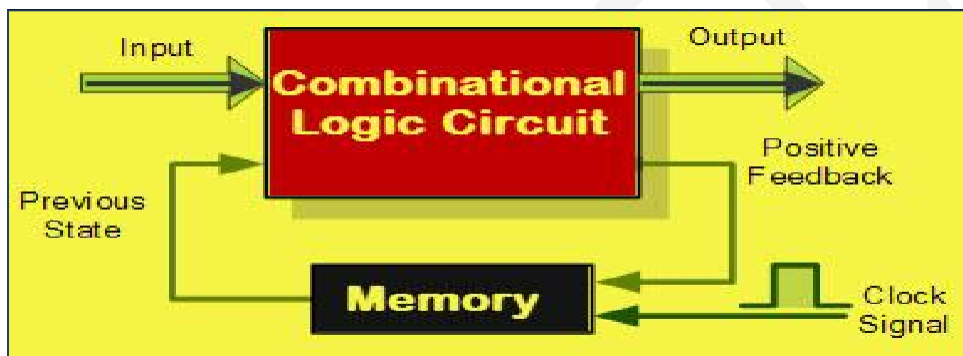 Input
Output
Combinational
Logic Circuit
Positive
Feedback
Previous
State
Memory
Clock
Signal